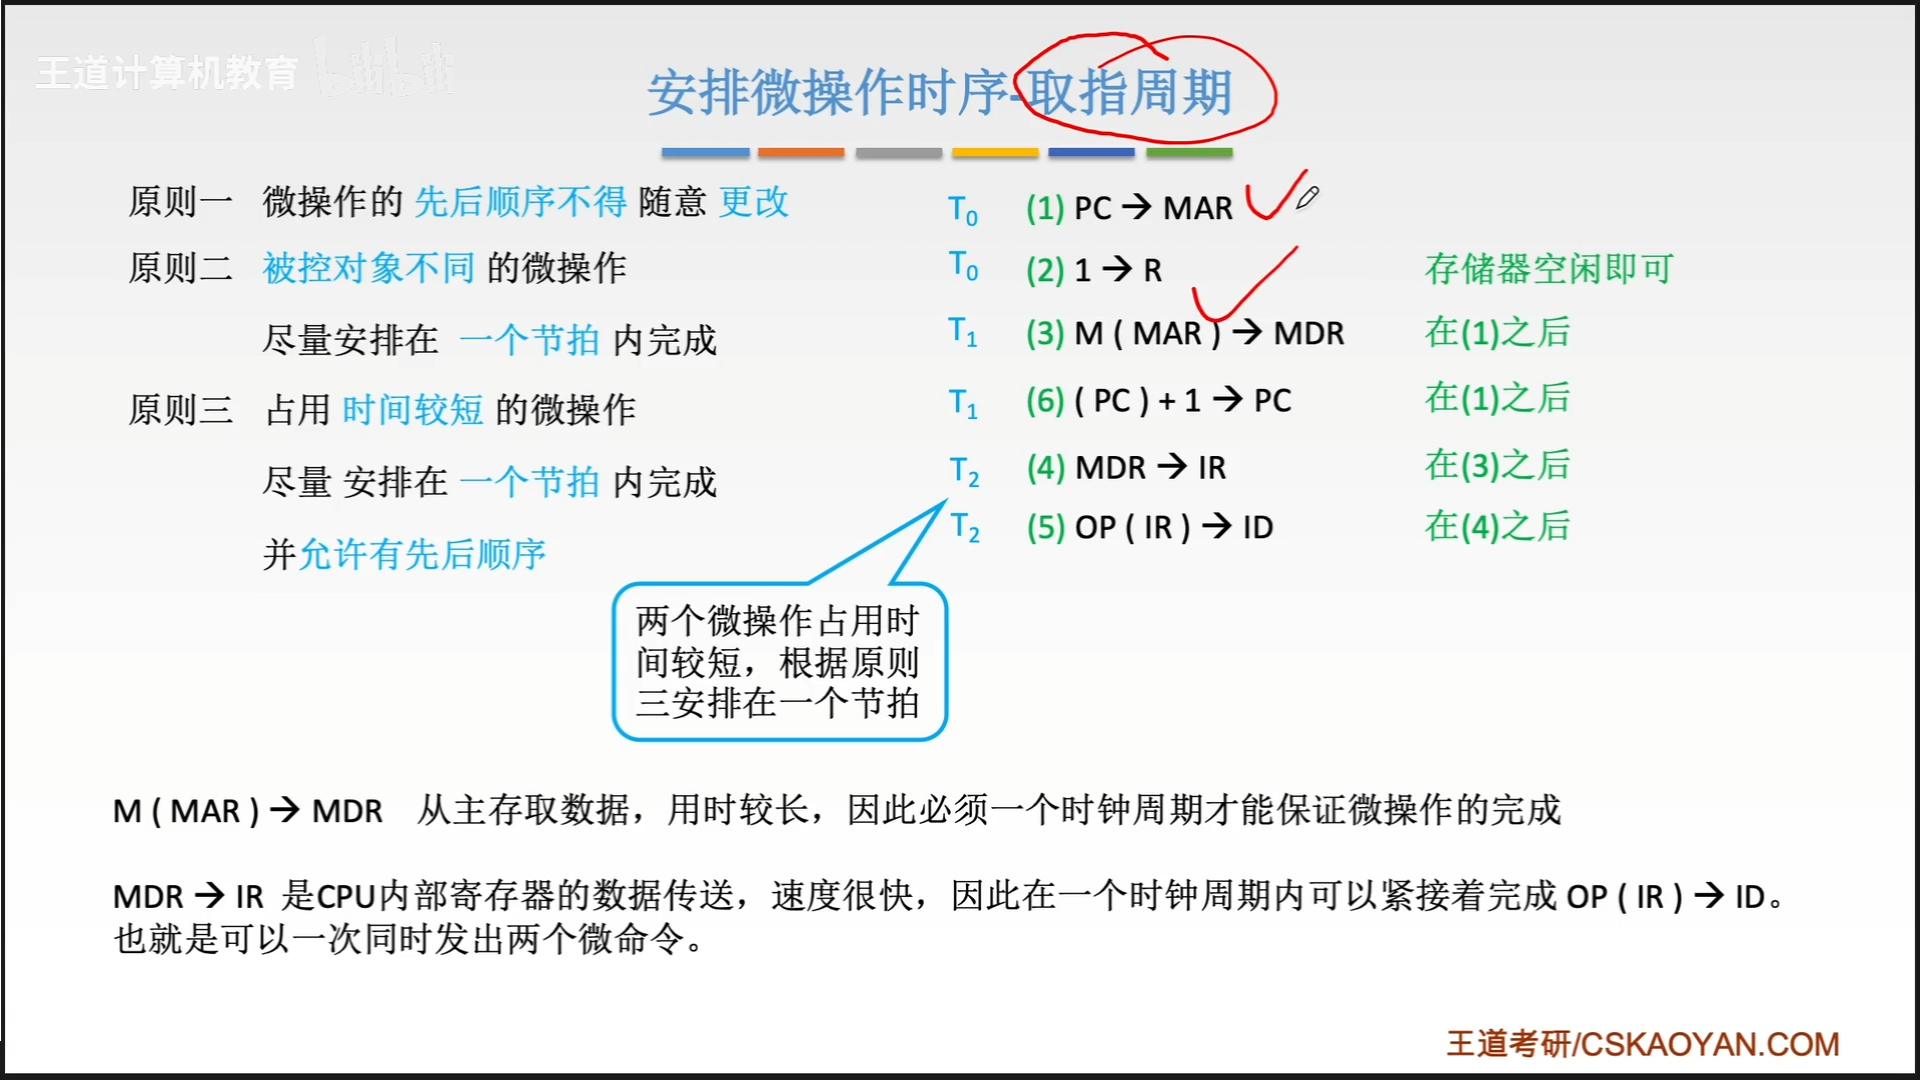 王道计算机教育 bilibili
安排微操作时序-取指周期
原则一 微操作的 先后顺序不得 随意 更改
原则二 被控对象不同 的微操作
尽量安排在 一个节拍 内完成
原则三 占用 时间较短 的微操作
尽量 安排在 一个节拍 内完成
并允许有先后顺序
T0 (1) PC → MAR
T0 (2) 1 → R 存储器空闲即可
T1 (3) M ( MAR ) → MDR 在(1)之后
T1 (6) ( PC ) + 1 → PC 在(1)之后
T2 (4) MDR → IR 在(3)之后
T2 (5) OP ( IR ) → ID 在(4)之后
两个微操作占用时
间较短，根据原则
三安排在一个节拍
M ( MAR ) → MDR 从主存取数据，用时较长，因此必须一个时钟周期才能保证微操作的完成
MDR → IR 是CPU内部寄存器的数据传送，速度很快，因此在一个时钟周期内可以紧接着完成 OP ( IR ) → ID。
也就是可以一次同时发出两个微命令。
王道考研/CSKAOYAN.COM